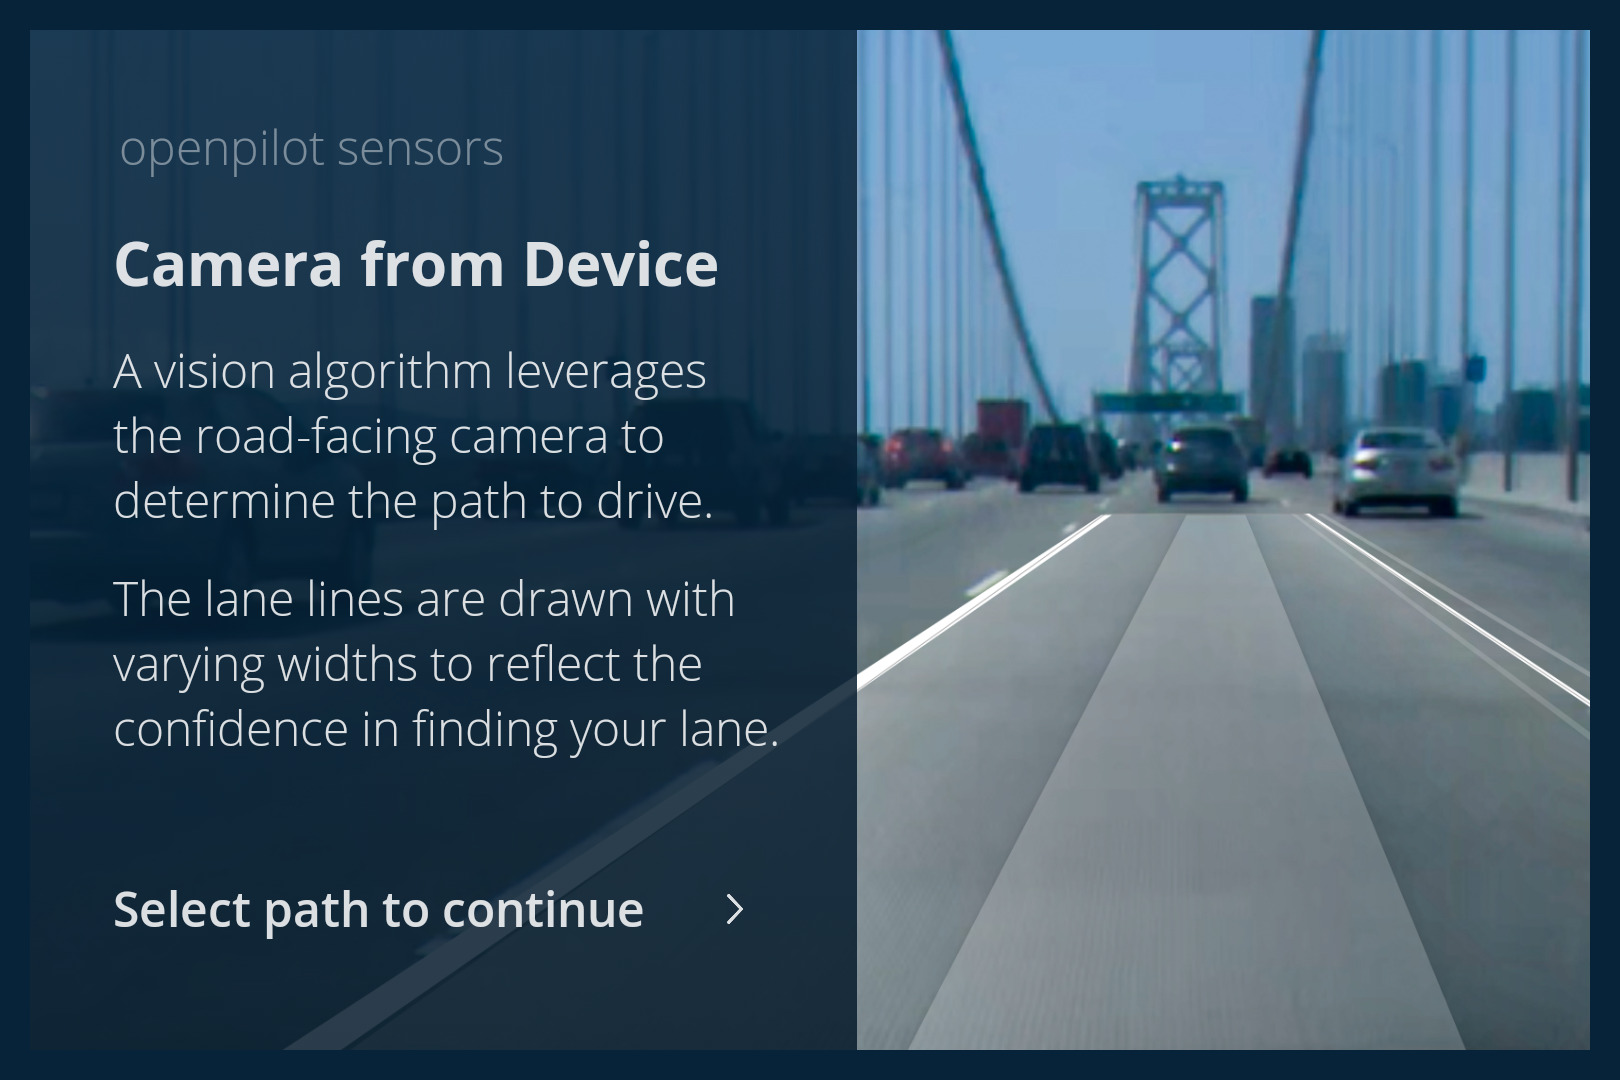 openpilot sensors
Camera from Device
A vision algorithm leverages
the road-facing camera to
determine the path to drive.
The lane lines are drawn with
varying widths to reflect the
confidence in finding your lane.
Select path to continue